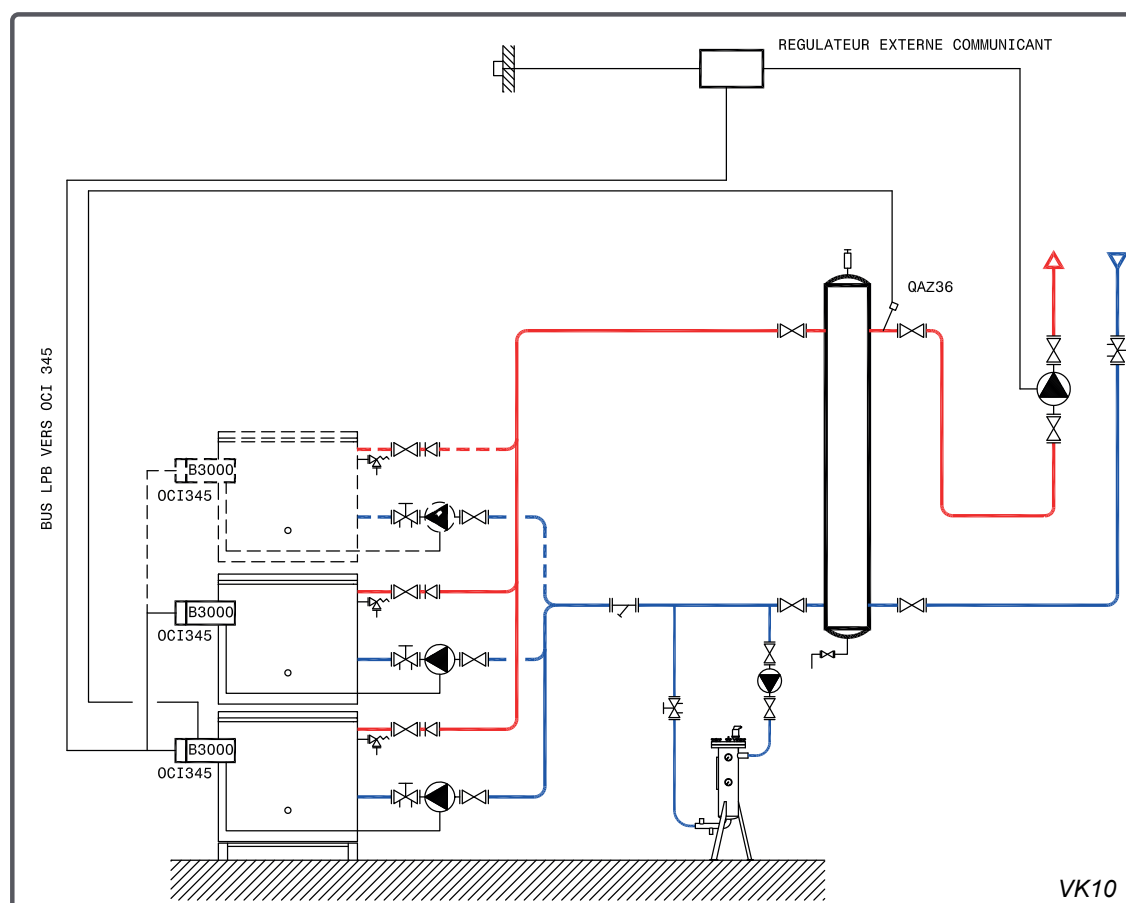 REGULATEUR EXTERNE COMMUNICANT
QAZ36
BUS LPB VERS OCI 345
B3000
OCI345
B3000
OCI345
B3000
OCI345
VK10